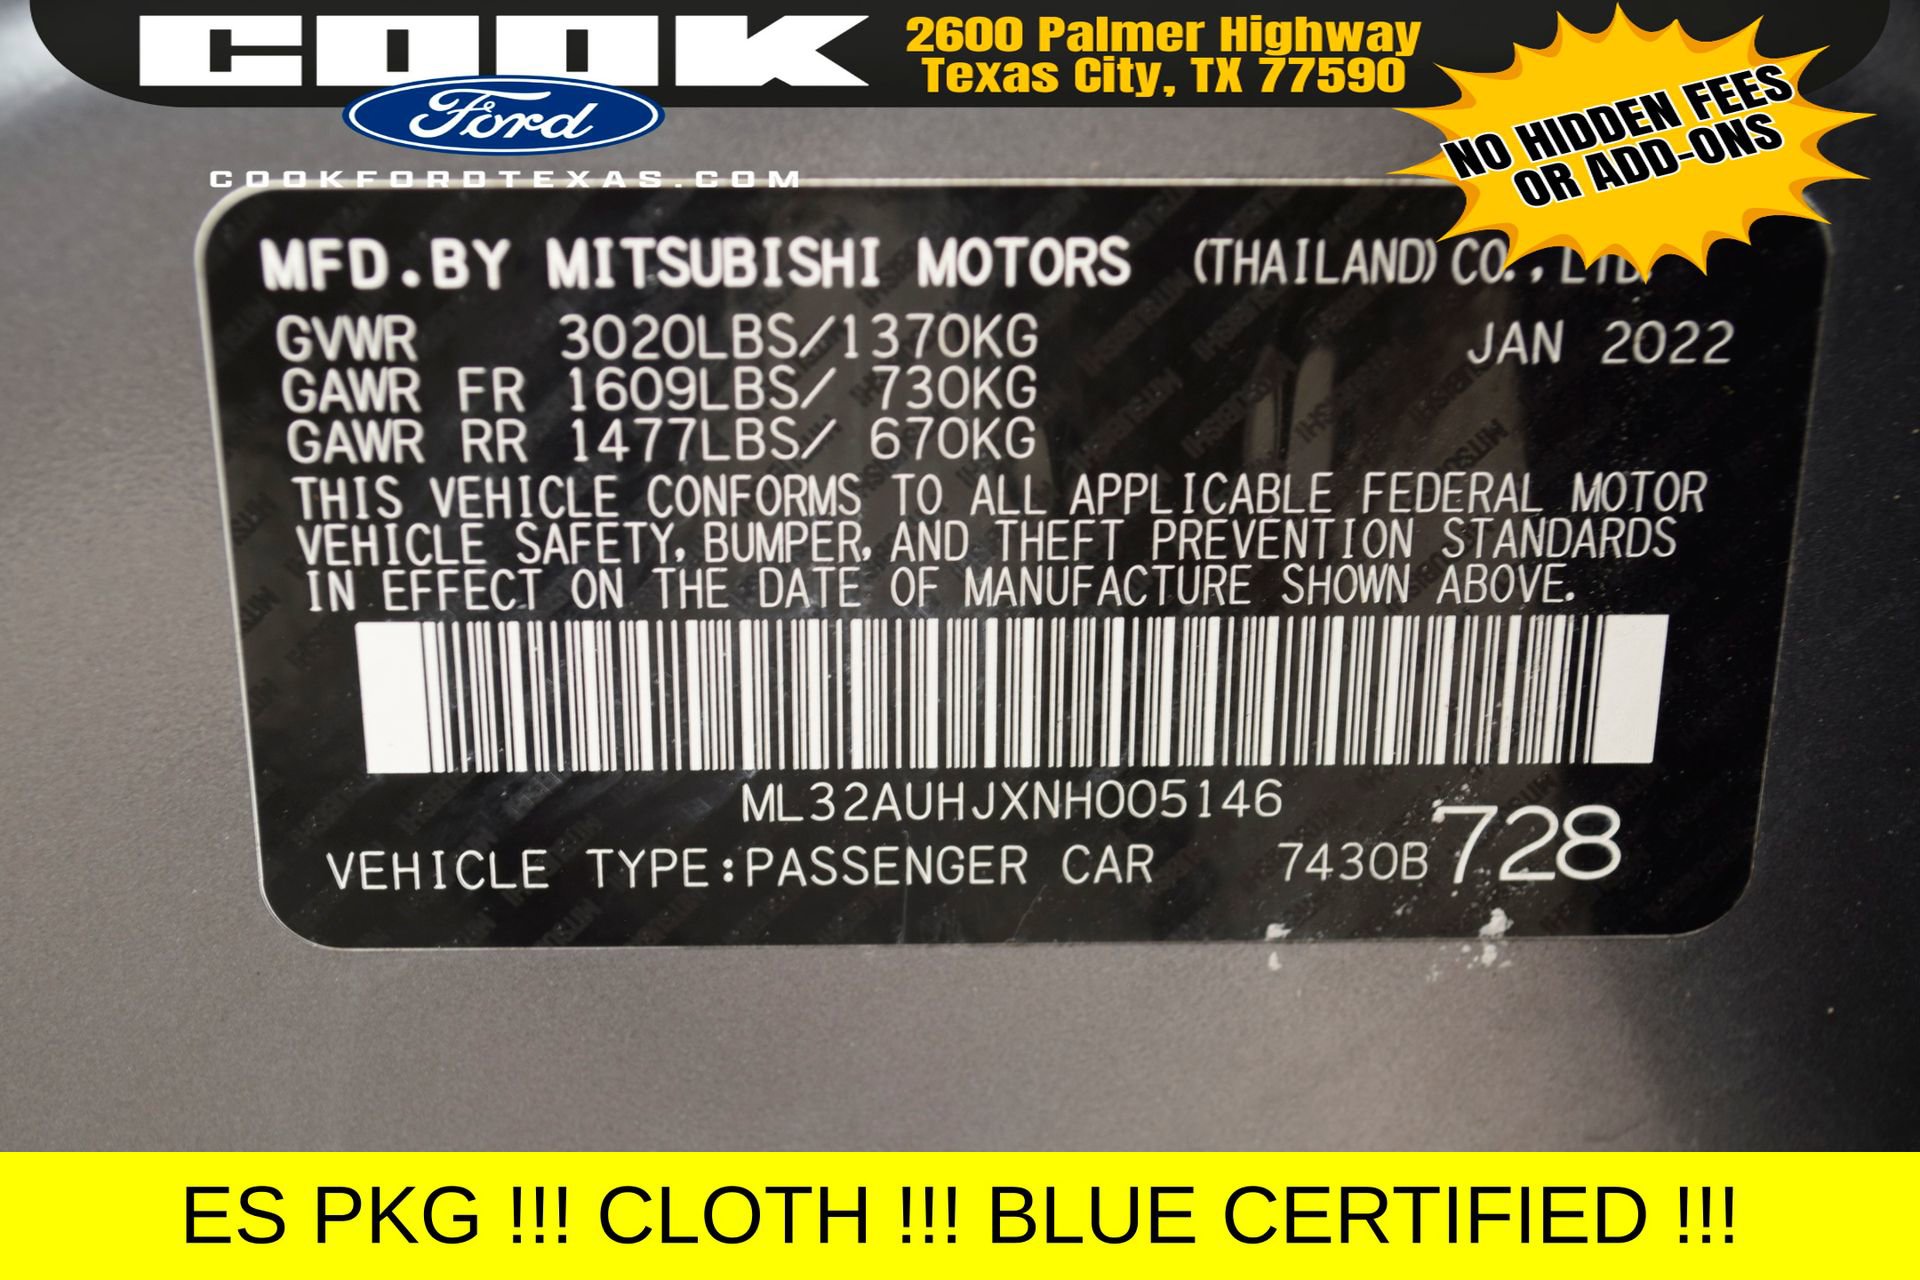 COOK
Ford
COOKFORDTEXAS.COM
2600 Palmer Highway
Texas City, TX 77590
NO HIDDEN FEES
OR ADD-ONS
MFD.BY MITSUBISHI MOTORS (THAILAND) CO., LTD.
GVWR 3020LBS/1370KG JAN 2022
GAWR FR 1609LBS/ 730KG
GAWR RR 1477LBS/ 670KG
THIS VEHICLE CONFORMS TO ALL APPLICABLE FEDERAL MOTOR
VEHICLE SAFETY, BUMPER, AND THEFT PREVENTION STANDARDS
IN EFFECT ON THE DATE OF MANUFACTURE SHOWN ABOVE.
ML32AUHJXNH005146
VEHICLE TYPE:PASSENGER CAR 7430B 728
ES PKG !!! CLOTH !!! BLUE CERTIFIED !!!